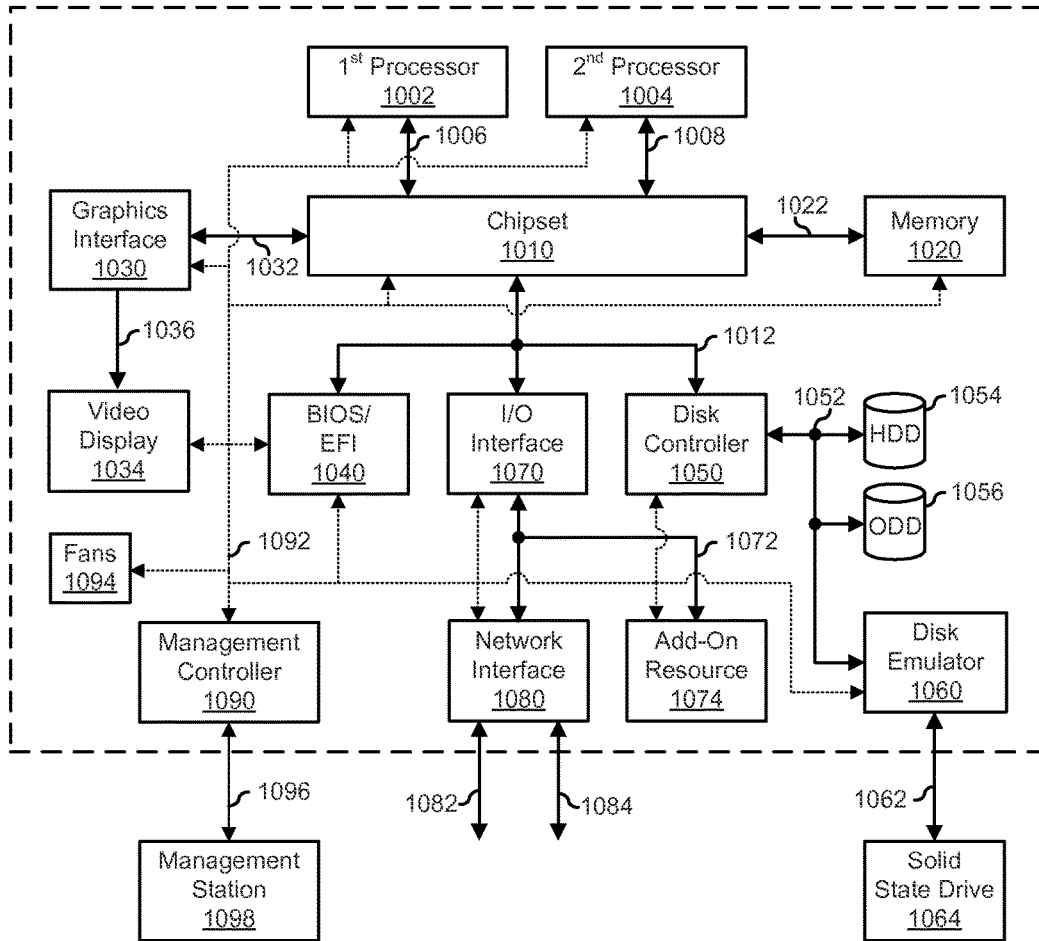 1st Processor
1002
2nd Processor
1004
1006
1008
Graphics
Interface
1030
1032
Chipset
1010
1022
Memory
1020
1036
1012
Video
Display
1034
BIOS/
EFI
1040
I/O
Interface
1070
Disk
Controller
1050
1052
HDD
1054
ODD
1056
Fans
1094
1092
1072
Management
Controller
1090
Network
Interface
1080
Add-On
Resource
1074
Disk
Emulator
1060
1096
1082
1084
1062
Management
Station
1098
Solid
State Drive
1064